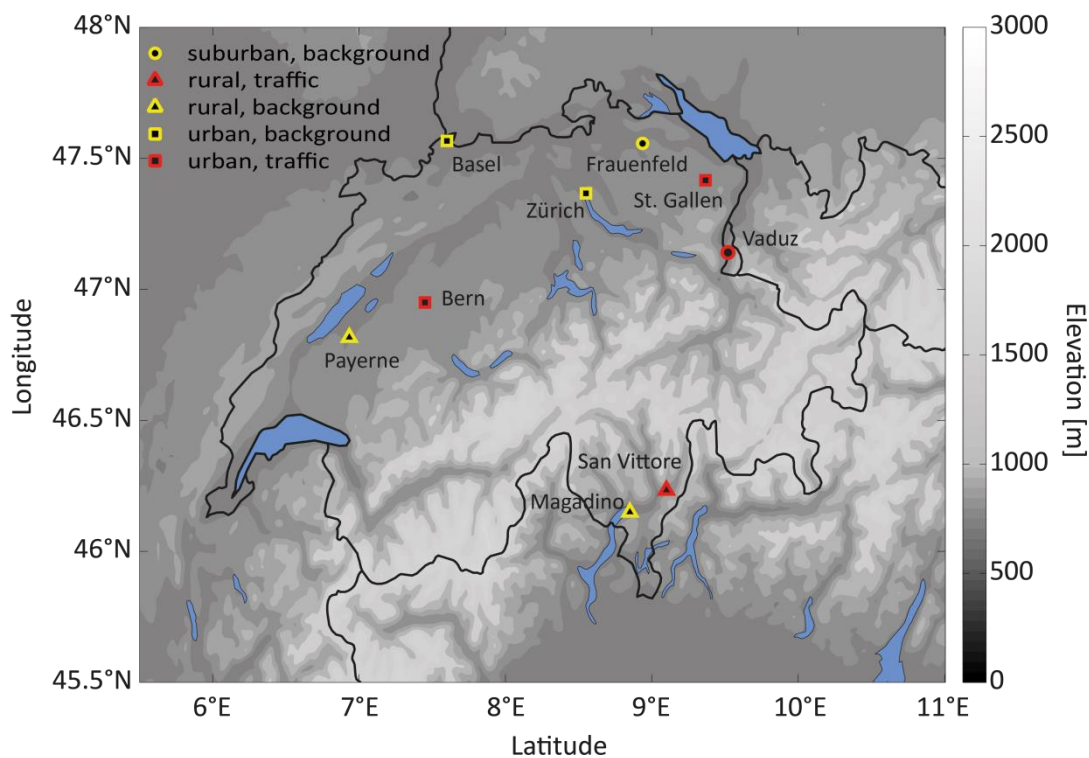 48°N
47.5°N
47°N
46.5°N
46°N
45.5°N
Longitude
suburban, background
rural, traffic
rural, background
urban, background
urban, traffic
Basel
Frauenfeld
Zürich
St. Gallen
Vaduz
Bern
Payerne
San Vittore
Magadino
6°E
7°E
8°E
9°E
10°E
11°E
Latitude
3000
2500
2000
1500
1000
500
0
Elevation [m]